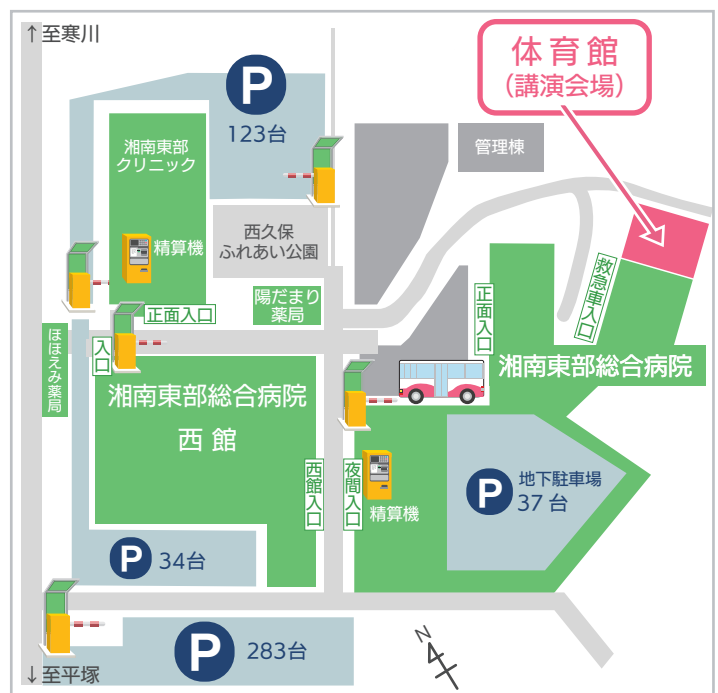 ↑至寒川
体育館
(講演会場)
P
123台
湘南東部
クリニック
管理棟
西久保
ふれあい公園
精算機
救急車入口
陽だまり
薬局
正面入口
正面入口
入口
ほほえみ薬局
湘南東部総合病院
湘南東部総合病院
西館
西館入口
夜間入口
精算機
P
地下駐車場
37台
P
34台
P
283台
N
↓至平塚